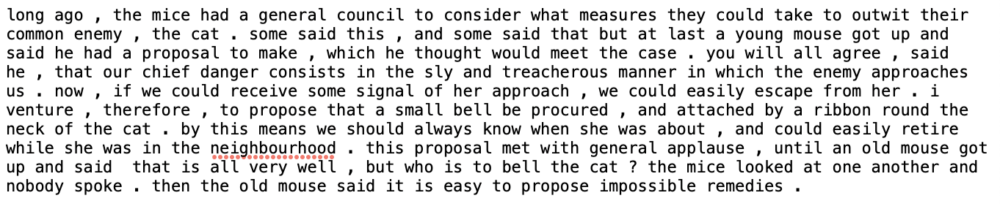 long ago , the mice had a general council to consider what measures they could take to outwit their
common enemy , the cat . some said this , and some said that but at last a young mouse got up and
said he had a proposal to make , which he thought would meet the case . you will all agree , said
he , that our chief danger consists in the sly and treacherous manner in which the enemy approaches
us . now , if we could receive some signal of her approach , we could easily escape from her . i
venture , therefore , to propose that a small bell be procured , and attached by a ribbon round the
neck of the cat . by this means we should always know when she was about , and could easily retire
while she was in the neighbourhood . this proposal met with general applause , until an old mouse got
up and said  that is all very well , but who is to bell the cat ? the mice looked at one another and
nobody spoke . then the old mouse said it is easy to propose impossible remedies .